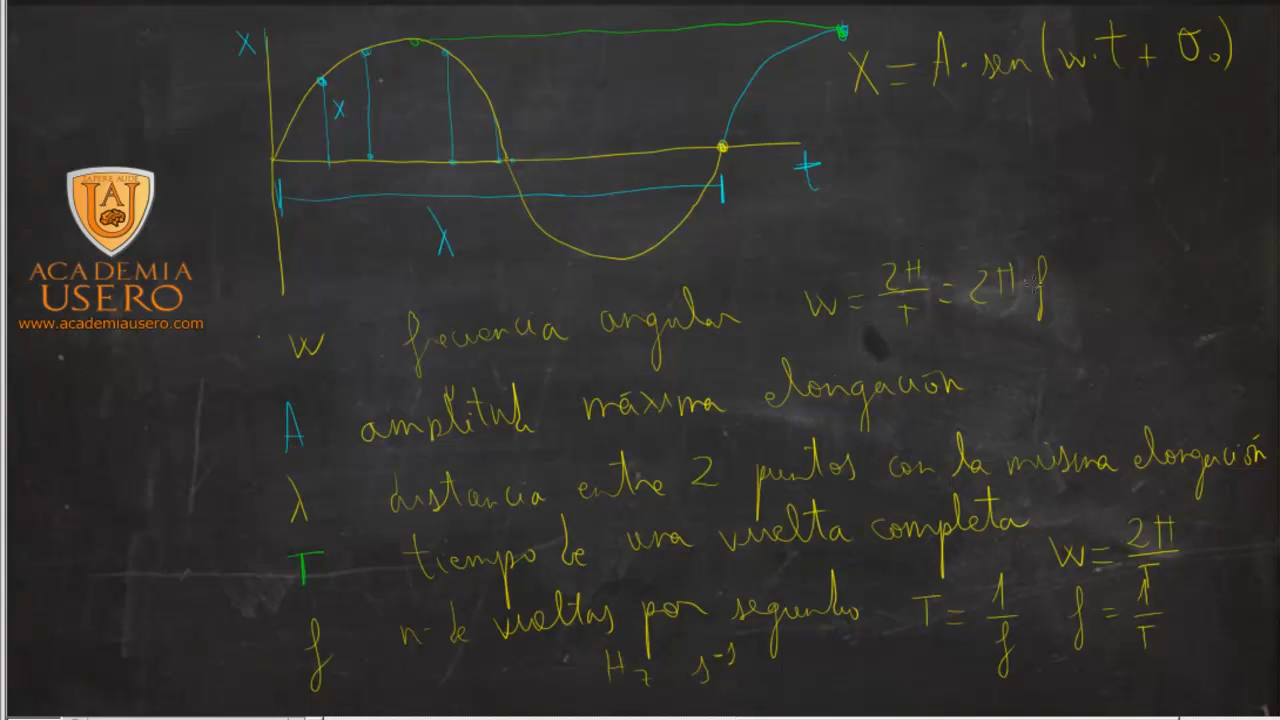 X
X = A · sen(w·t + σ₀)
x
t
λ
SAPERE AUDE
UA
ACADEMIA
USERO
www.academiausero.com
w frecuencia angular w = 2π/T = 2π f
A amplitud máxima elongación
λ distancia entre 2 puntos con la misma elongación
T tiempo de una vuelta completa w = 2π/T
f nº de vueltas por segundo T = 1/f f = 1/T
Hz s⁻¹